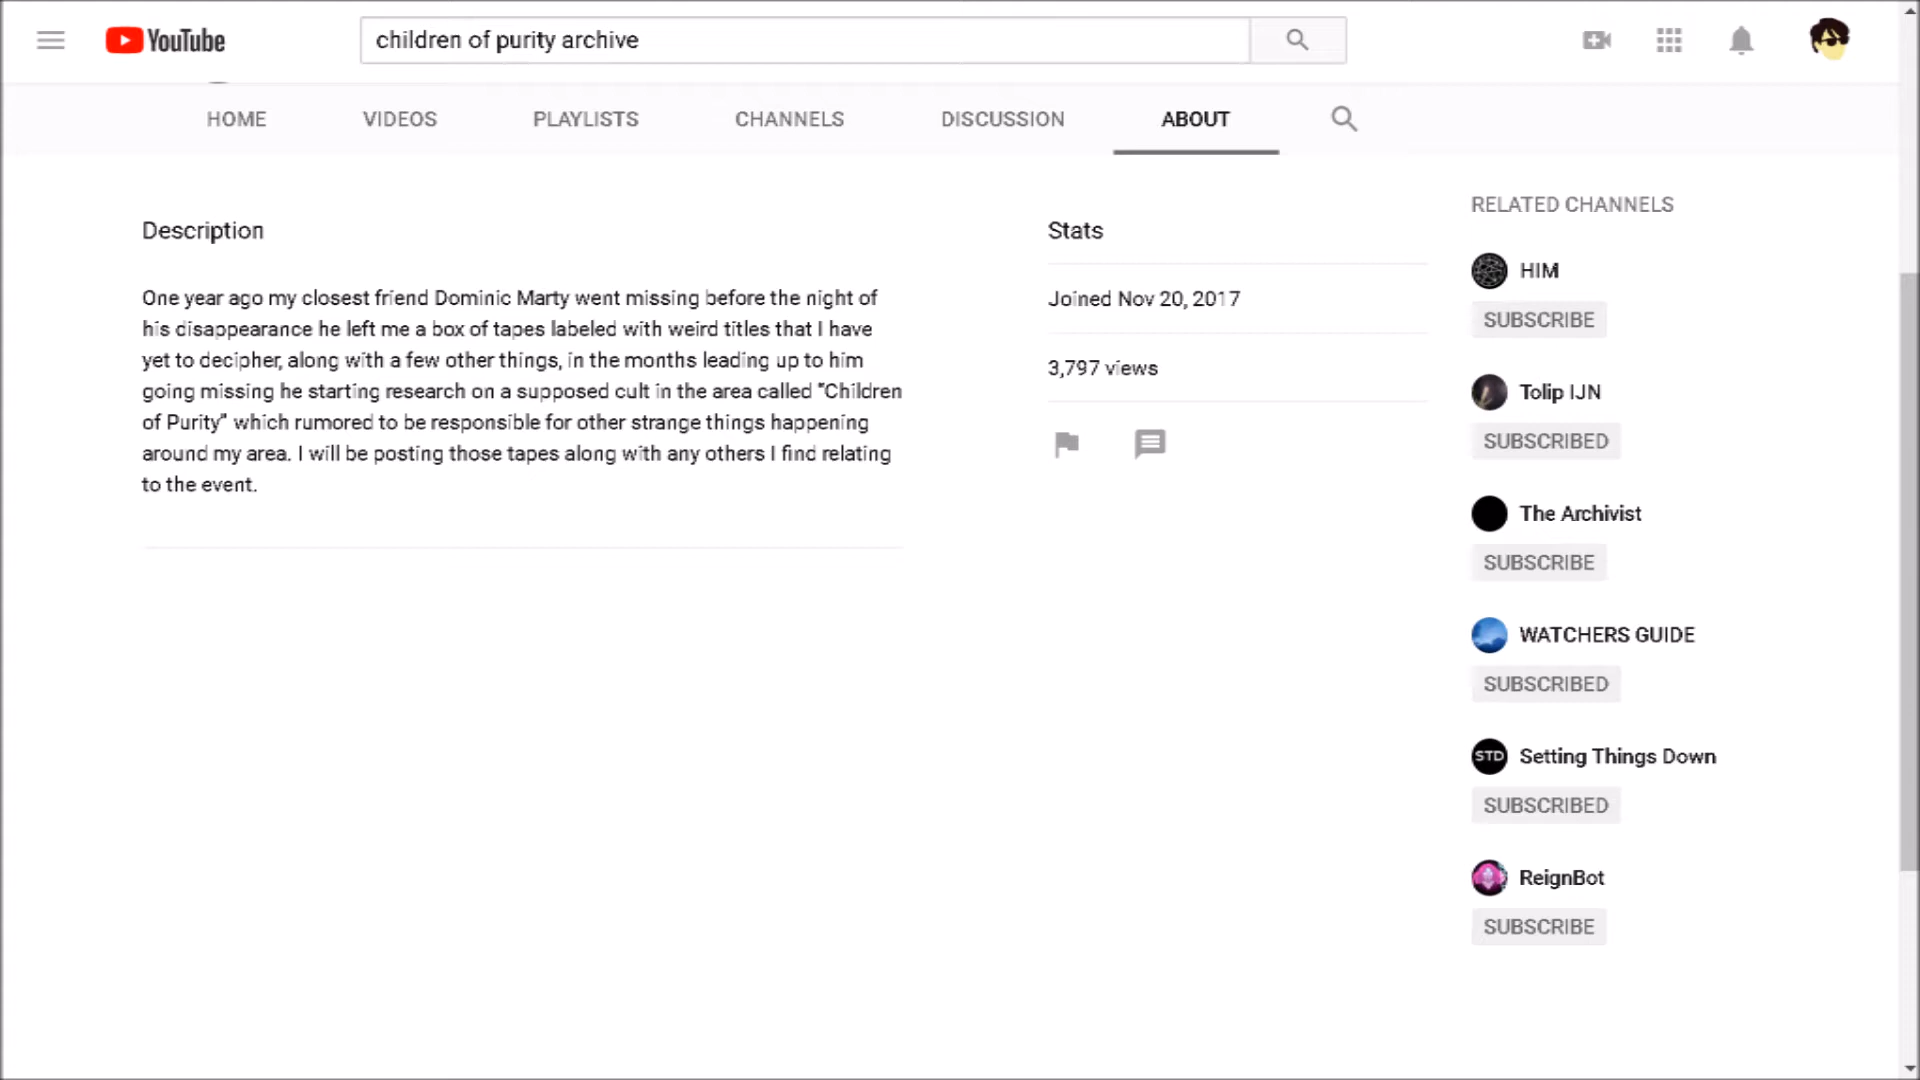 YouTube
children of purity archive
HOME VIDEOS PLAYLISTS CHANNELS DISCUSSION ABOUT
Description
One year ago my closest friend Dominic Marty went missing before the night of
his disappearance he left me a box of tapes labeled with weird titles that I have
yet to decipher, along with a few other things, in the months leading up to him
going missing he starting research on a supposed cult in the area called "Children
of Purity" which rumored to be responsible for other strange things happening
around my area. I will be posting those tapes along with any others I find relating
to the event.
Stats
Joined Nov 20, 2017
3,797 views
RELATED CHANNELS
HIM
SUBSCRIBE
Tolip IJN
SUBSCRIBED
The Archivist
SUBSCRIBE
WATCHERS GUIDE
SUBSCRIBED
STD Setting Things Down
SUBSCRIBED
ReignBot
SUBSCRIBE